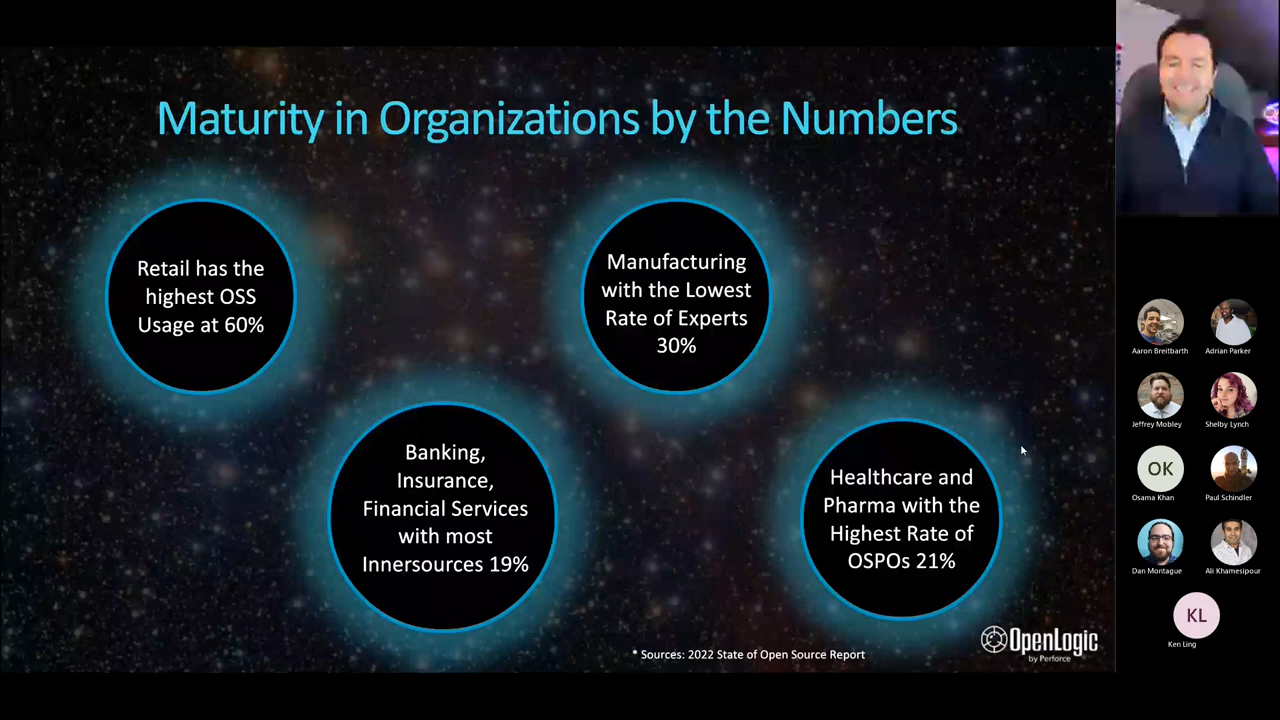 Maturity in Organizations by the Numbers
Retail has the
highest OSS
Usage at 60%
Manufacturing
with the Lowest
Rate of Experts
30%
Banking,
Insurance,
Financial Services
with most
Innersources 19%
Healthcare and
Pharma with the
Highest Rate of
OSPOs 21%
* Sources: 2022 State of Open Source Report
OpenLogic
by Perforce
Aaron Breitbarth
Adrian Parker
Jeffrey Mobley
Shelby Lynch
OK
Osama Khan
Paul Schindler
Dan Montague
Ali Khamesipour
KL
Ken Ling